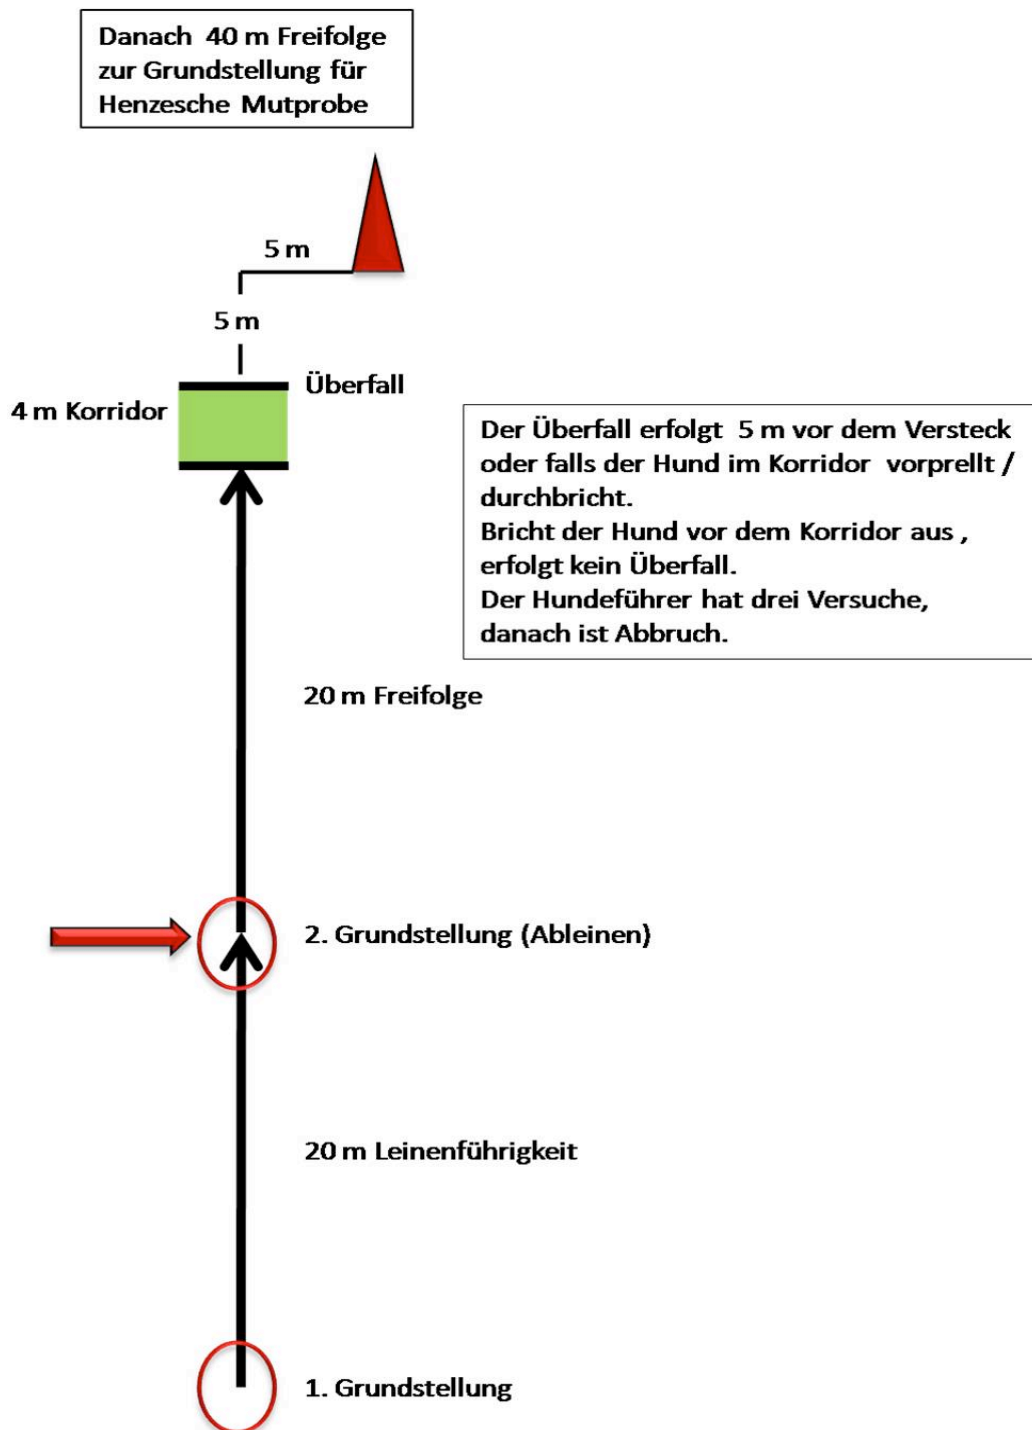 Danach 40 m Freifolge
zur Grundstellung für
Henzesche Mutprobe
5 m
5 m
Überfall
4 m Korridor
Der Überfall erfolgt 5 m vor dem Versteck
oder falls der Hund im Korridor vorprellt /
durchbricht.
Bricht der Hund vor dem Korridor aus ,
erfolgt kein Überfall.
Der Hundeführer hat drei Versuche,
danach ist Abbruch.
20 m Freifolge
2. Grundstellung (Ableinen)
20 m Leinenführigkeit
1. Grundstellung